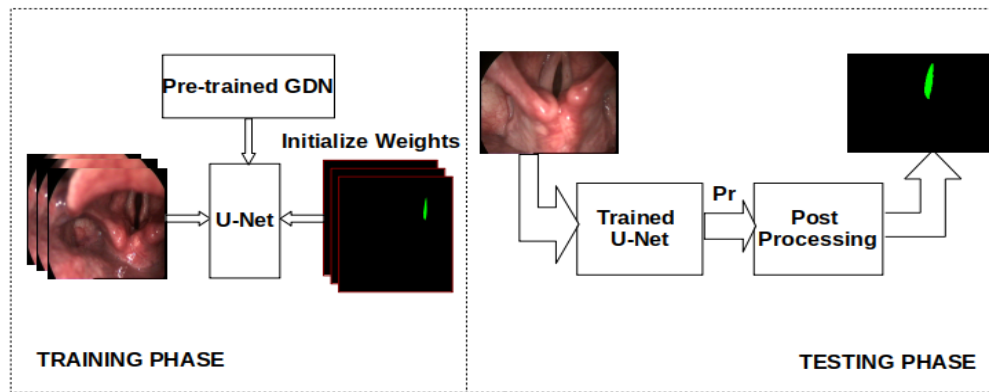 Pre-trained GDN
Initialize Weights
U-Net
TRAINING PHASE
Trained
U-Net
Pr
Post
Processing
TESTING PHASE